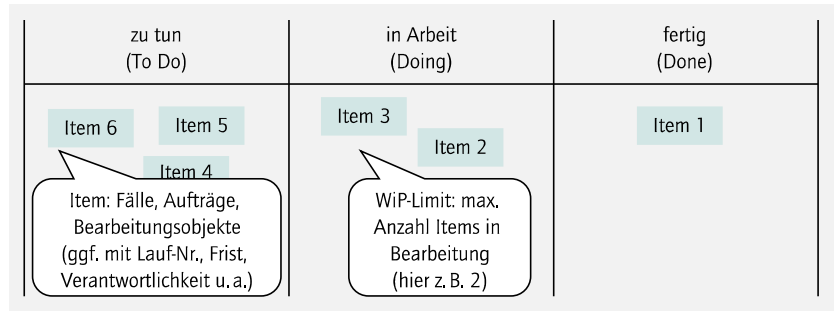 zu tun
(To Do)
in Arbeit
(Doing)
fertig
(Done)
Item 6
Item 5
Item 4
Item: Fälle, Aufträge,
Bearbeitungsobjekte
(ggf. mit Lauf-Nr., Frist,
Verantwortlichkeit u. a.)
Item 3
Item 2
WiP-Limit: max.
Anzahl Items in
Bearbeitung
(hier z. B. 2)
Item 1